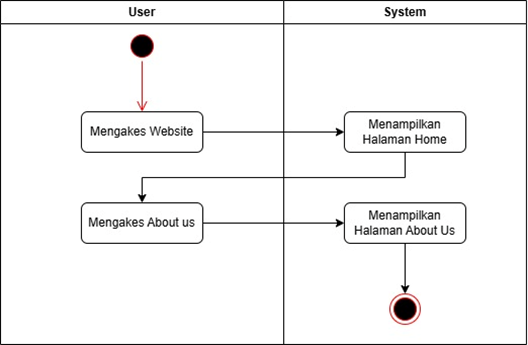 User
System
Mengakes Website
Menampilkan
Halaman Home
Mengakes About us
Menampilkan
Halaman About Us